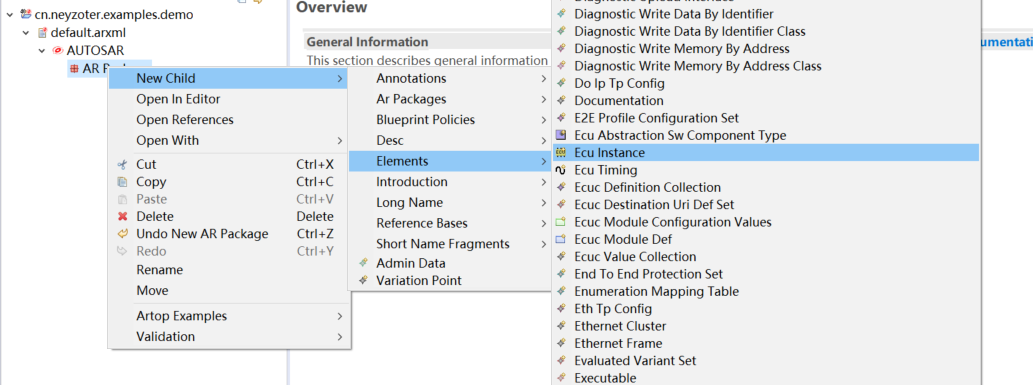 cn.neyzoter.examples.demo
default.arxml
AUTOSAR
AR
New Child
Open In Editor
Open References
Open With
Cut Ctrl+X
Copy Ctrl+C
Paste Ctrl+V
Delete Delete
Undo New AR Package Ctrl+Z
Redo Ctrl+Y
Rename
Move
Artop Examples
Validation
Overview
General Information
This section describes general information
Annotations
Ar Packages
Blueprint Policies
Desc
Elements
Introduction
Long Name
Reference Bases
Short Name Fragments
Admin Data
Variation Point
Diagnostic Upload Interface
Diagnostic Write Data By Identifier
Diagnostic Write Data By Identifier Class
Diagnostic Write Memory By Address
Diagnostic Write Memory By Address Class
Do Ip Tp Config
Documentation
E2E Profile Configuration Set
Ecu Abstraction Sw Component Type
Ecu Instance
Ecu Timing
Ecuc Definition Collection
Ecuc Destination Uri Def Set
Ecuc Module Configuration Values
Ecuc Module Def
Ecuc Value Collection
End To End Protection Set
Enumeration Mapping Table
Eth Tp Config
Ethernet Cluster
Ethernet Frame
Evaluated Variant Set
Executable
umentati